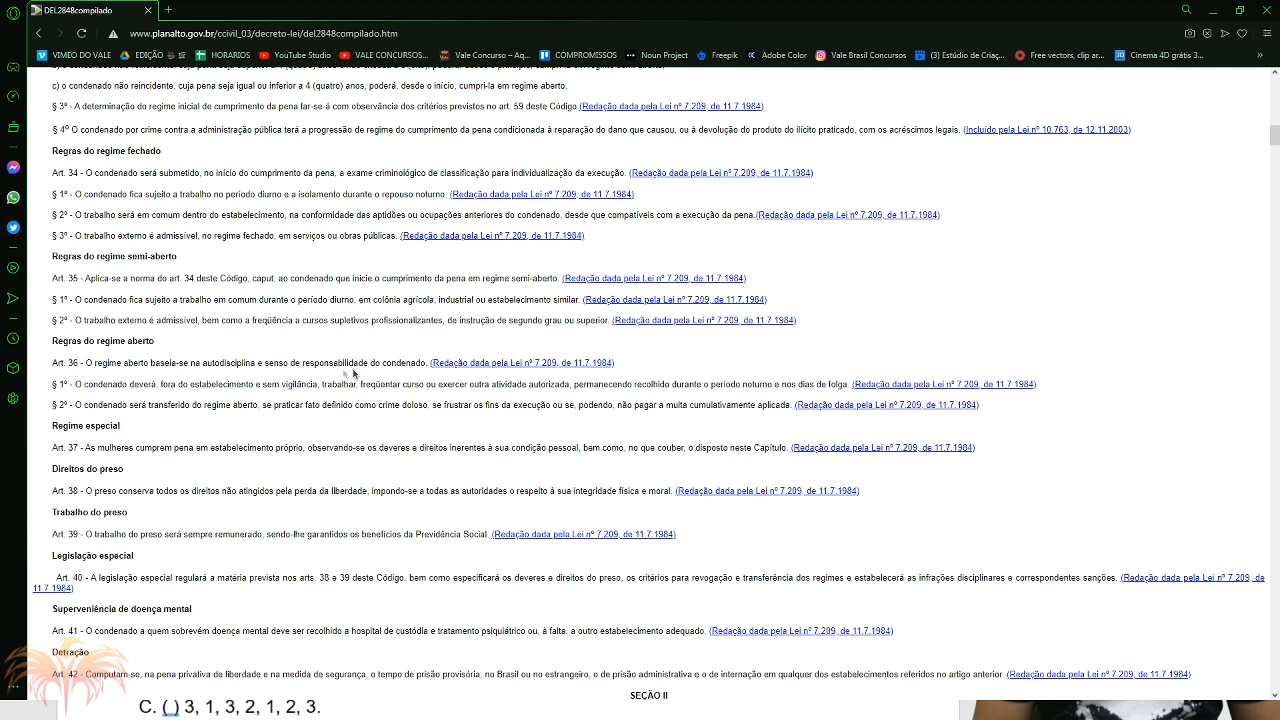 DEL2848compilado
www.planalto.gov.br/civil_03/decreto-lei/del2848compilado.htm
VIMEO DO VALE EDIÇÃO HORARIOS YouTube Studio VALE CONCURSOS... Vale Concurso – Aq... COMPROMISSOS Noun Project Freepik Adobe Color Vale Brasil Cursos (3) Estúdio de Criaç... Free vectors, clip ar... Cinema 4D grátis 3...
c) o condenado não reincidente, cuja pena seja igual ou inferior a 4 (quatro) anos, poderá, desde o início, cumpri-la em regime aberto.
§ 3º - A determinação do regime inicial de cumprimento da pena far-se-á com observância dos critérios previstos no art. 59 deste Código.(Redação dada pela Lei nº 7.209, de 11.7.1984)
§ 4º O condenado por crime contra a administração pública terá a progressão de regime do cumprimento da pena condicionada à reparação do dano que causou, ou à devolução do produto do ilícito praticado, com os acréscimos legais. (Incluído pela Lei nº 10.763, de 12.11.2003)
Regras do regime fechado
Art. 34 - O condenado será submetido, no início do cumprimento da pena, a exame criminológico de classificação para individualização da execução. (Redação dada pela Lei nº 7.209, de 11.7.1984)
§ 1º - O condenado fica sujeito a trabalho no período diurno e a isolamento durante o repouso noturno. (Redação dada pela Lei nº 7.209, de 11.7.1984)
§ 2º - O trabalho será em comum dentro do estabelecimento, na conformidade das aptidões ou ocupações anteriores do condenado, desde que compatíveis com a execução da pena.(Redação dada pela Lei nº 7.209, de 11.7.1984)
§ 3º - O trabalho externo é admissível, no regime fechado, em serviços ou obras públicas. (Redação dada pela Lei nº 7.209, de 11.7.1984)
Regras do regime semi-aberto
Art. 35 - Aplica-se a norma do art. 34 deste Código, caput, ao condenado que inicie o cumprimento da pena em regime semi-aberto. (Redação dada pela Lei nº 7.209, de 11.7.1984)
§ 1º - O condenado fica sujeito a trabalho em comum durante o período diurno, em colônia agrícola, industrial ou estabelecimento similar. (Redação dada pela Lei nº 7.209, de 11.7.1984)
§ 2º - O trabalho externo é admissível, bem como a freqüência a cursos supletivos profissionalizantes, de instrução de segundo grau ou superior. (Redação dada pela Lei nº 7.209, de 11.7.1984)
Regras do regime aberto
Art. 36 - O regime aberto baseia-se na autodisciplina e senso de responsabilidade do condenado. (Redação dada pela Lei nº 7.209, de 11.7.1984)
§ 1º - O condenado deverá, fora do estabelecimento e sem vigilância, trabalhar, freqüentar curso ou exercer outra atividade autorizada, permanecendo recolhido durante o período noturno e nos dias de folga. (Redação dada pela Lei nº 7.209, de 11.7.1984)
§ 2º - O condenado será transferido do regime aberto, se praticar fato definido como crime doloso, se frustrar os fins da execução ou se, podendo, não pagar a multa cumulativamente aplicada. (Redação dada pela Lei nº 7.209, de 11.7.1984)
Regime especial
Art. 37 - As mulheres cumprem pena em estabelecimento próprio, observando-se os deveres e direitos inerentes à sua condição pessoal, bem como, no que couber, o disposto neste Capítulo. (Redação dada pela Lei nº 7.209, de 11.7.1984)
Direitos do preso
Art. 38 - O preso conserva todos os direitos não atingidos pela perda da liberdade, impondo-se a todas as autoridades o respeito à sua integridade física e moral. (Redação dada pela Lei nº 7.209, de 11.7.1984)
Trabalho do preso
Art. 39 - O trabalho do preso será sempre remunerado, sendo-lhe garantidos os benefícios da Previdência Social. (Redação dada pela Lei nº 7.209, de 11.7.1984)
Legislação especial
Art. 40 - A legislação especial regulará a matéria prevista nos arts. 38 e 39 deste Código, bem como especificará os deveres e direitos do preso, os critérios para revogação e transferência dos regimes e estabelecerá as infrações disciplinares e correspondentes sanções. (Redação dada pela Lei nº 7.209, de
11.7.1984)
Superveniência de doença mental
Art. 41 - O condenado a quem sobrevém doença mental deve ser recolhido a hospital de custódia e tratamento psiquiátrico ou, à falta, a outro estabelecimento adequado. (Redação dada pela Lei nº 7.209, de 11.7.1984)
Detração
Art. 42 - Computam-se, na pena privativa de liberdade e na medida de segurança, o tempo de prisão provisória, no Brasil ou no estrangeiro, o de prisão administrativa e o de internação em qualquer dos estabelecimentos referidos no artigo anterior. (Redação dada pela Lei nº 7.209, de 11.7.1984)
SEÇÃO II
C. ( ) 3, 1, 3, 2, 1, 2, 3.